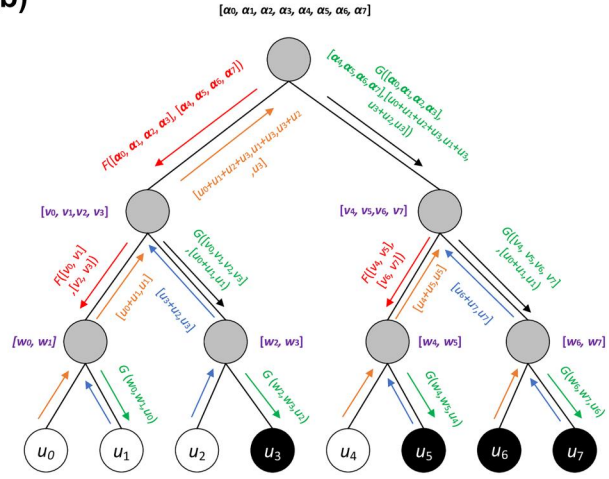 b)
[α0, α1, α2, α3, α4, α5, α6, α7]
F([α0, α1, α2, α3], [α4, α5, α6, α7])
[u0+u1+u2+u3,u1+u3,u3+u2
,u3]
G([α0,α1,α2,α3],
[α4,α5,α6,α7],[u0+u1+u2+u3,u1+u3,
u3+u2,u3])
[v0, v1,v2, v3]
[v4, v5,v6, v7]
F([v0, v1]
,[v2, v3])
[u0+u1,u1]
G([v0,v1,v2,v3]
,[u0+u1,u1)
[u3+u2,u3]
F([v4, v5],
[v6, v7])
[u4+u5,u5]
G([v4, v5,v6, v7]
,[u0+u1,u1)
[u6+u7,u7]
[w0, w1]
[w2, w3]
[w4, w5]
[w6, w7]
G (w0,w1,u0)
G (w2,w3,u2)
G(w4,w5,u4)
G(w6,w7,u6)
u0
u1
u2
u3
u4
u5
u6
u7